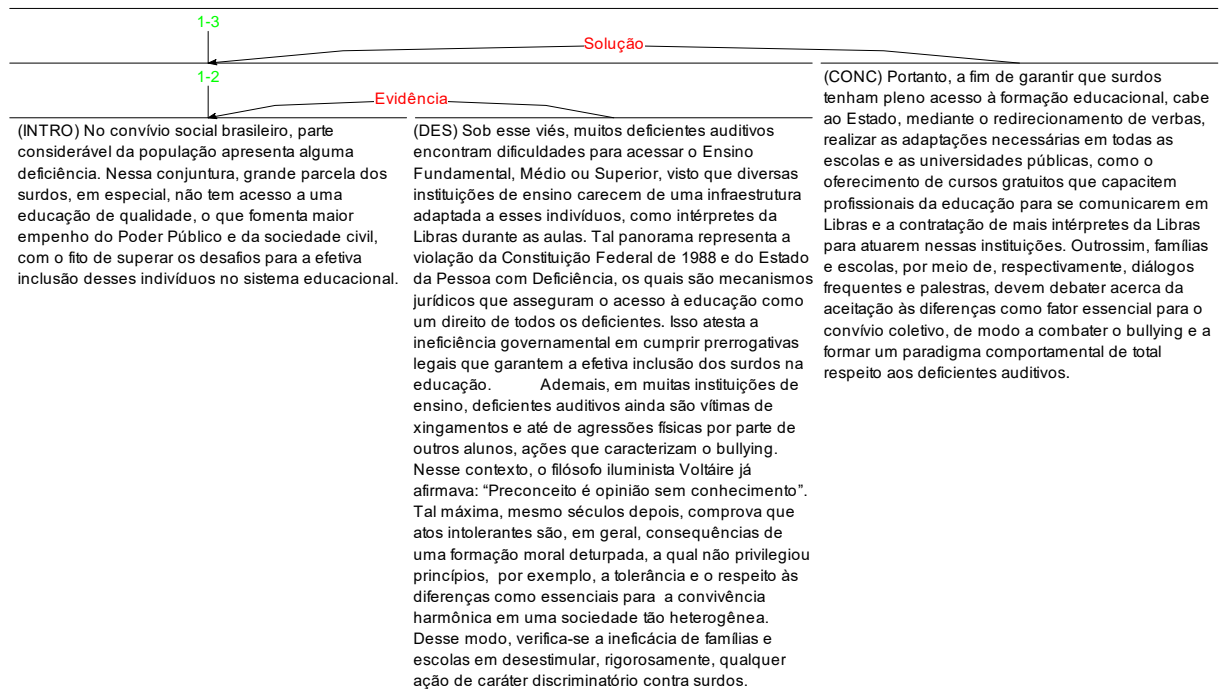 1-3
Solução
1-2
Evidência
(INTRO) No convívio social brasileiro, parte
considerável da população apresenta alguma
deficiência. Nessa conjuntura, grande parcela dos
surdos, em especial, não tem acesso a uma
educação de qualidade, o que fomenta maior
empenho do Poder Público e da sociedade civil,
com o fito de superar os desafios para a efetiva
inclusão desses indivíduos no sistema educacional.
(DES) Sob esse viés, muitos deficientes auditivos
encontram dificuldades para acessar o Ensino
Fundamental, Médio ou Superior, visto que diversas
instituições de ensino carecem de uma infraestrutura
adaptada a esses indivíduos, como intérpretes da
Libras durante as aulas. Tal panorama representa a
violação da Constituição Federal de 1988 e do Estado
da Pessoa com Deficiência, os quais são mecanismos
jurídicos que asseguram o acesso à educação como
um direito de todos os deficientes. Isso atesta a
ineficiência governamental em cumprir prerrogativas
legais que garantem a efetiva inclusão dos surdos na
educação. Ademais, em muitas instituições de
ensino, deficientes auditivos ainda são vítimas de
xingamentos e até de agressões físicas por parte de
outros alunos, ações que caracterizam o bullying.
Nesse contexto, o filósofo iluminista Voltáire já
afirmava: “Preconceito é opinião sem conhecimento”.
Tal máxima, mesmo séculos depois, comprova que
atos intolerantes são, em geral, consequências de
uma formação moral deturpada, a qual não privilegiou
princípios, por exemplo, a tolerância e o respeito às
diferenças como essenciais para a convivência
harmônica em uma sociedade tão heterogênea.
Desse modo, verifica-se a ineficácia de famílias e
escolas em desestimular, rigorosamente, qualquer
ação de caráter discriminatório contra surdos.
(CONC) Portanto, a fim de garantir que surdos
tenham pleno acesso à formação educacional, cabe
ao Estado, mediante o redirecionamento de verbas,
realizar as adaptações necessárias em todas as
escolas e as universidades públicas, como o
oferecimento de cursos gratuitos que capacitem
profissionais da educação para se comunicarem em
Libras e a contratação de mais intérpretes da Libras
para atuarem nessas instituições. Outrossim, famílias
e escolas, por meio de, respectivamente, diálogos
frequentes e palestras, devem debater acerca da
aceitação às diferenças como fator essencial para o
convívio coletivo, de modo a combater o bullying e a
formar um paradigma comportamental de total
respeito aos deficientes auditivos.